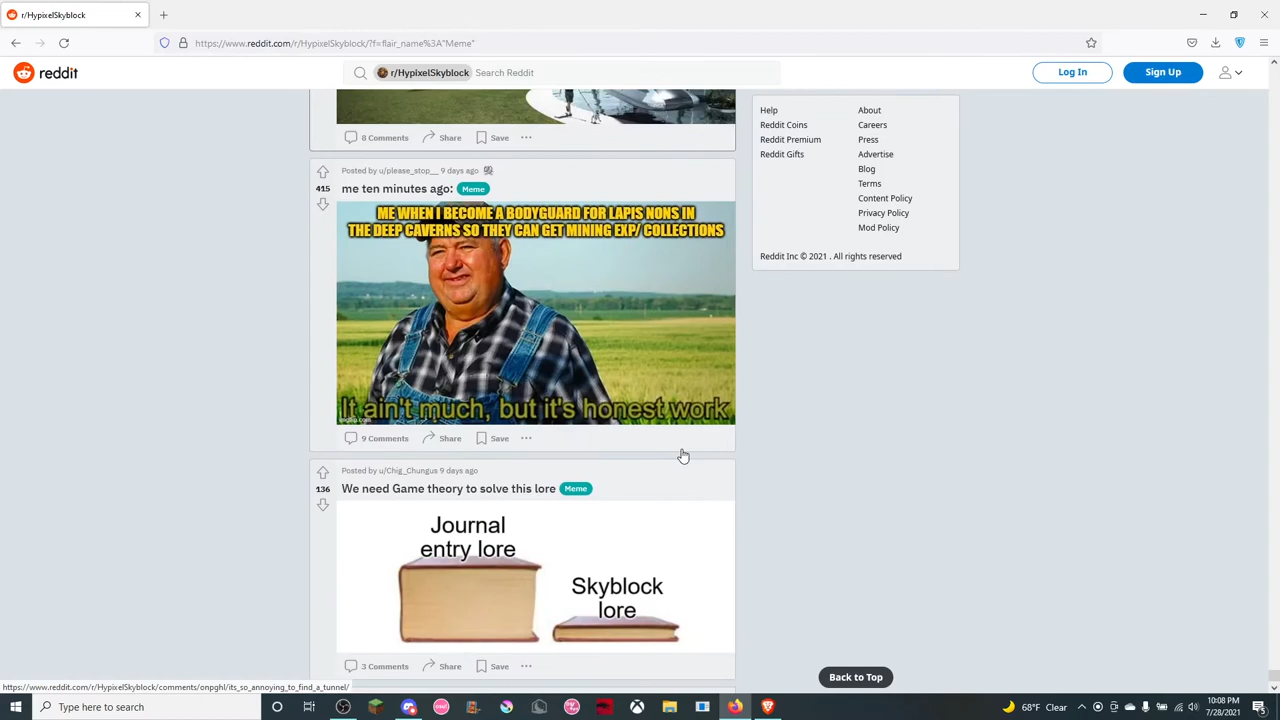 r/HypixelSkyblock
https://www.reddit.com/r/HypixelSkyblock/?f=flair_name%3A"Meme"
reddit
r/HypixelSkyblock
Search Reddit
Log In
Sign Up
8 Comments
Share
Save
Posted by u/please_stop__ 9 days ago
415
me ten minutes ago:
Meme
ME WHEN I BECOME A BODYGUARD FOR LAPIS NONS IN
THE DEEP CAVERNS SO THEY CAN GET MINING EXP/ COLLECTIONS
It ain't much, but it's honest work
imgflip.com
9 Comments
Share
Save
Posted by u/Chig_Chungus 9 days ago
136
We need Game theory to solve this lore
Meme
Journal
entry lore
Skyblock
lore
3 Comments
Share
Save
Help
Reddit Coins
Reddit Premium
Reddit Gifts
About
Careers
Press
Advertise
Blog
Terms
Content Policy
Privacy Policy
Mod Policy
Reddit Inc © 2021 . All rights reserved
Back to Top
https://www.reddit.com/r/HypixelSkyblock/comments/onpghl/its_so_annoying_to_find_a_tunnel/
Type here to search
owl
68°F Clear
10:08 PM
7/28/2021